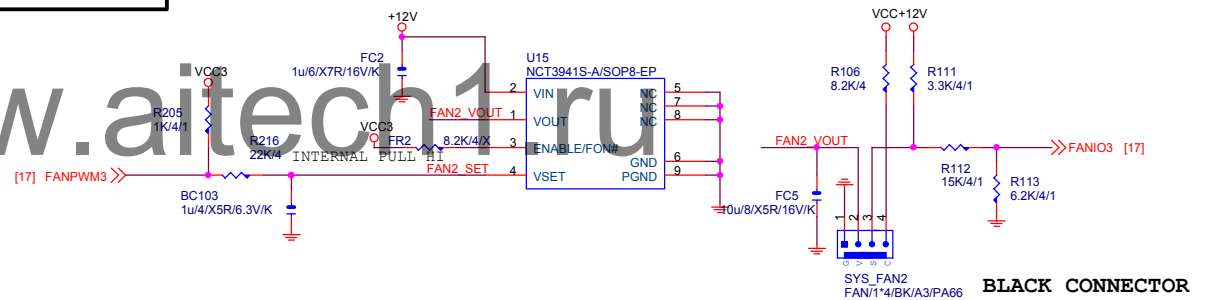 +12V
VCC+12V
FC2
1u/6/X7R/16V/K
U15
NCT3941S-A/SOP8-EP
VCC3
R205
1K/4/1
2 VIN NC 5
NC 7
FAN2_VOUT 1 VOUT NC 8
VCC3
FR2 8.2K/4/X
3 ENABLE/FON#
INTERNAL PULL HI
R216
22K/4
GND 6
[17] FANPWM3
FAN2_SET 4 VSET PGND 9
BC103
1u/4/X5R/6.3V/K
R106
8.2K/4
R111
3.3K/4/1
FAN2_VOUT
FANIO3 [17]
R112
15K/4/1
R113
6.2K/4/1
FC5
10u/8/X5R/16V/K
1 2 3 4
G V S C
SYS_FAN2
FAN/1*4/BK/A3/PA66
BLACK CONNECTOR
w.aitech1.ru